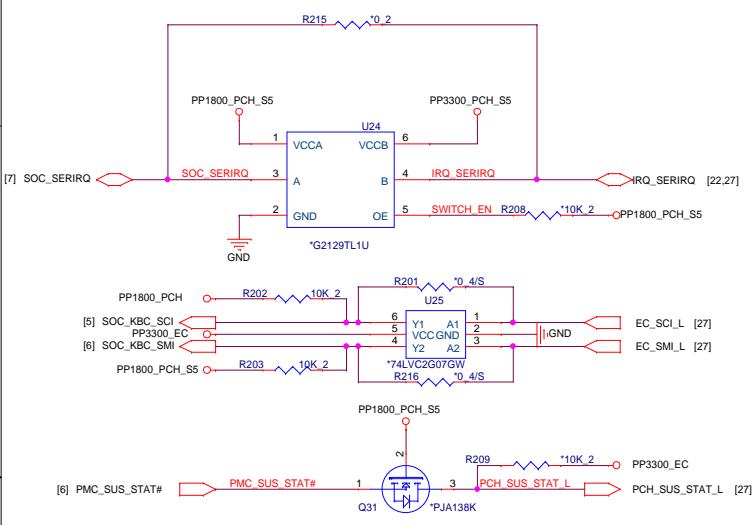 R215 *0_2
PP1800_PCH_S5 PP3300_PCH_S5
U24
1 VCCA VCCB 6
[7] SOC_SERIRQ SOC_SERIRQ 3 A B 4 IRQ_SERIRQ IRQ_SERIRQ [22,27]
2 GND OE 5 SWITCH_EN R208 *10K_2 PP1800_PCH_S5
GND *G2129TL1U
R201 *0_4/S
PP1800_PCH R202 10K_2 U25
[5] SOC_KBC_SCI 6 Y1 A1 1 EC_SCI_L [27]
PP3300_EC 5 VCC GND 2 GND
[6] SOC_KBC_SMI 4 Y2 A2 3 EC_SMI_L [27]
*74LVC2G07GW
PP1800_PCH_S5 R203 10K_2 R216 *0_4/S
PP1800_PCH_S5
2
R209 *10K_2 PP3300_EC
[6] PMC_SUS_STAT# PMC_SUS_STAT# 1 3 PCH_SUS_STAT_L PCH_SUS_STAT_L [27]
Q31 *PJA138K